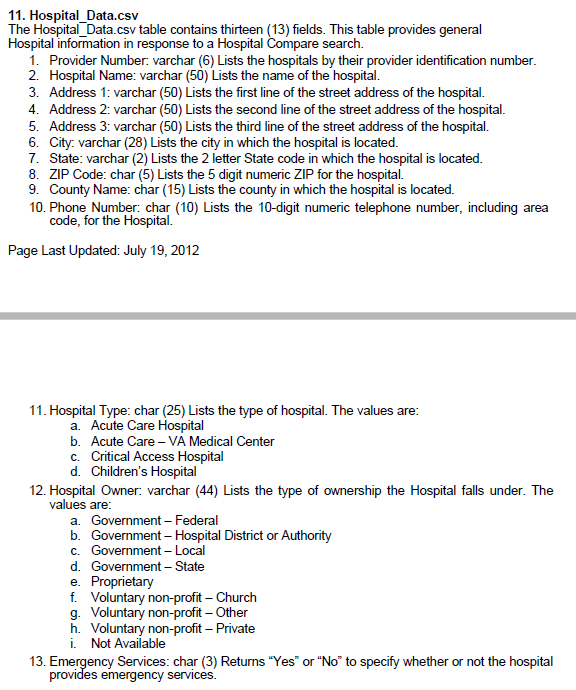 11. Hospital_Data.csv
The Hospital_Data.csv table contains thirteen (13) fields. This table provides general
Hospital information in response to a Hospital Compare search.
1. Provider Number: varchar (6) Lists the hospitals by their provider identification number.
2. Hospital Name: varchar (50) Lists the name of the hospital.
3. Address 1: varchar (50) Lists the first line of the street address of the hospital.
4. Address 2: varchar (50) Lists the second line of the street address of the hospital.
5. Address 3: varchar (50) Lists the third line of the street address of the hospital.
6. City: varchar (28) Lists the city in which the hospital is located.
7. State: varchar (2) Lists the 2 letter State code in which the hospital is located.
8. ZIP Code: char (5) Lists the 5 digit numeric ZIP for the hospital.
9. County Name: char (15) Lists the county in which the hospital is located.
10. Phone Number: char (10) Lists the 10-digit numeric telephone number, including area
code, for the Hospital.
Page Last Updated: July 19, 2012
11. Hospital Type: char (25) Lists the type of hospital. The values are:
a. Acute Care Hospital
b. Acute Care – VA Medical Center
c. Critical Access Hospital
d. Children’s Hospital
12. Hospital Owner: varchar (44) Lists the type of ownership the Hospital falls under. The
values are:
a. Government – Federal
b. Government – Hospital District or Authority
c. Government – Local
d. Government – State
e. Proprietary
f. Voluntary non-profit – Church
g. Voluntary non-profit – Other
h. Voluntary non-profit – Private
i. Not Available
13. Emergency Services: char (3) Returns “Yes” or “No” to specify whether or not the hospital
provides emergency services.